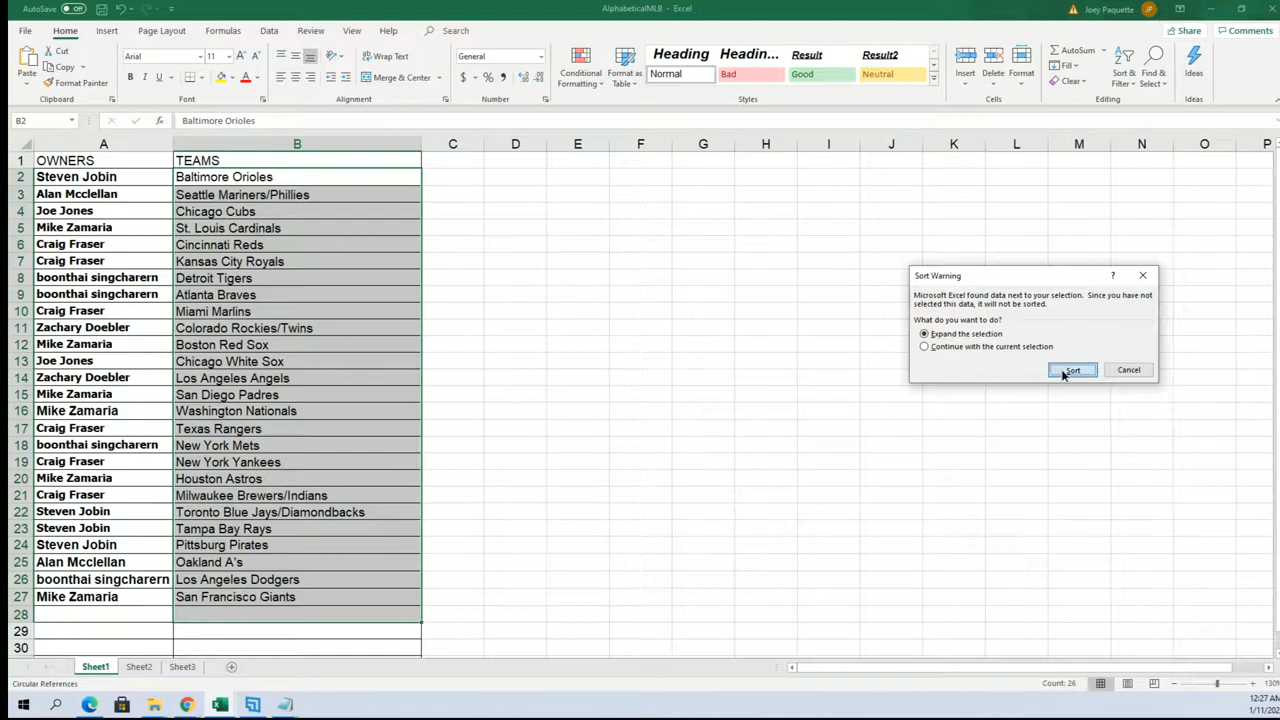 AutoSave Off
AlphabeticalMLB - Excel
Joey Paquette JP
File Home Insert Page Layout Formulas Data Review View Help Search Share Comments
Paste Cut Copy Format Painter Clipboard
Arial 11 Font
Wrap Text Merge & Center Alignment
General Number
Conditional Formatting Format as Table
Heading Headin... Result Result2
Normal Bad Good Neutral
Styles
Insert Delete Format Cells
AutoSum Fill Clear Sort & Filter Find & Select Editing
Ideas Ideas
B2 fx Baltimore Orioles
A B C D E F G H I J K L M N O P
1 OWNERS TEAMS
2 Steven Jobin Baltimore Orioles
3 Alan Mcclellan Seattle Mariners/Phillies
4 Joe Jones Chicago Cubs
5 Mike Zamaria St. Louis Cardinals
6 Craig Fraser Cincinnati Reds
7 Craig Fraser Kansas City Royals
8 boonthai singcharern Detroit Tigers
9 boonthai singcharern Atlanta Braves
10 Craig Fraser Miami Marlins
11 Zachary Doebler Colorado Rockies/Twins
12 Mike Zamaria Boston Red Sox
13 Joe Jones Chicago White Sox
14 Zachary Doebler Los Angeles Angels
15 Mike Zamaria San Diego Padres
16 Mike Zamaria Washington Nationals
17 Craig Fraser Texas Rangers
18 boonthai singcharern New York Mets
19 Craig Fraser New York Yankees
20 Mike Zamaria Houston Astros
21 Craig Fraser Milwaukee Brewers/Indians
22 Steven Jobin Toronto Blue Jays/Diamondbacks
23 Steven Jobin Tampa Bay Rays
24 Steven Jobin Pittsburg Pirates
25 Alan Mcclellan Oakland A's
26 boonthai singcharern Los Angeles Dodgers
27 Mike Zamaria San Francisco Giants
28
29
30
Sort Warning ?
Microsoft Excel found data next to your selection. Since you have
not selected this data, it will not be sorted.
What do you want to do?
Expand the selection
Continue with the current selection
Sort Cancel
Sheet1 Sheet2 Sheet3
Circular References Count: 26 130%
12:27 AM
1/11/202